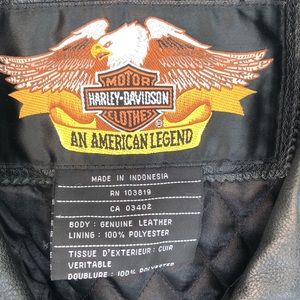 MOTOR
HARLEY-DAVIDSON
CLOTHES
®
AN AMERICAN LEGEND
MADE IN INDONESIA
RN 103819
CA 03402
BODY : GENUINE LEATHER
LINING : 100% POLYESTER
TISSUE D'EXTERIEUR : CUIR
VERITABLE
DOUBLURE : 100% POLYESTER